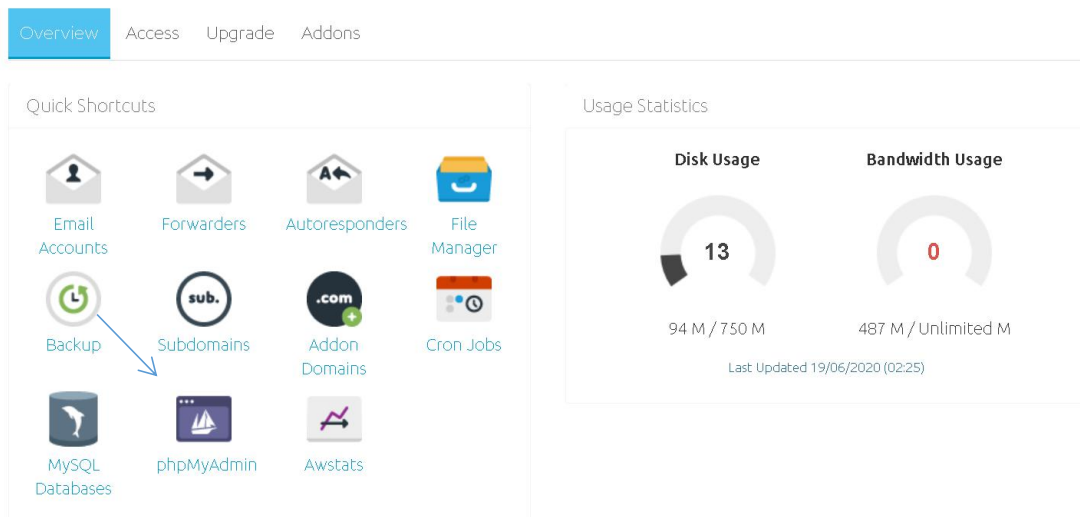 Overview Access Upgrade Addons
Quick Shortcuts
Email
Accounts
Forwarders
A
Autoresponders
File
Manager
Backup
sub.
Subdomains
.com
Addon
Domains
Cron Jobs
MySQL
Databases
phpMyAdmin
Awstats
Usage Statistics
Disk Usage
13
94 M / 750 M
Bandwidth Usage
0
487 M / Unlimited M
Last Updated 19/06/2020 (02:25)